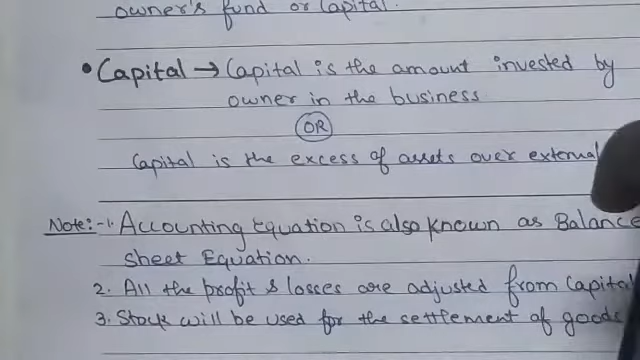 owner's fund or Capital.
• Capital → Capital is the amount invested by
owner in the business
OR
Capital is the excess of assets over external
Note:- 1. Accounting Equation is also known as Balance
Sheet Equation.
2. All the profit & losses are adjusted from Capital
3. Stock will be used for the settlement of goods